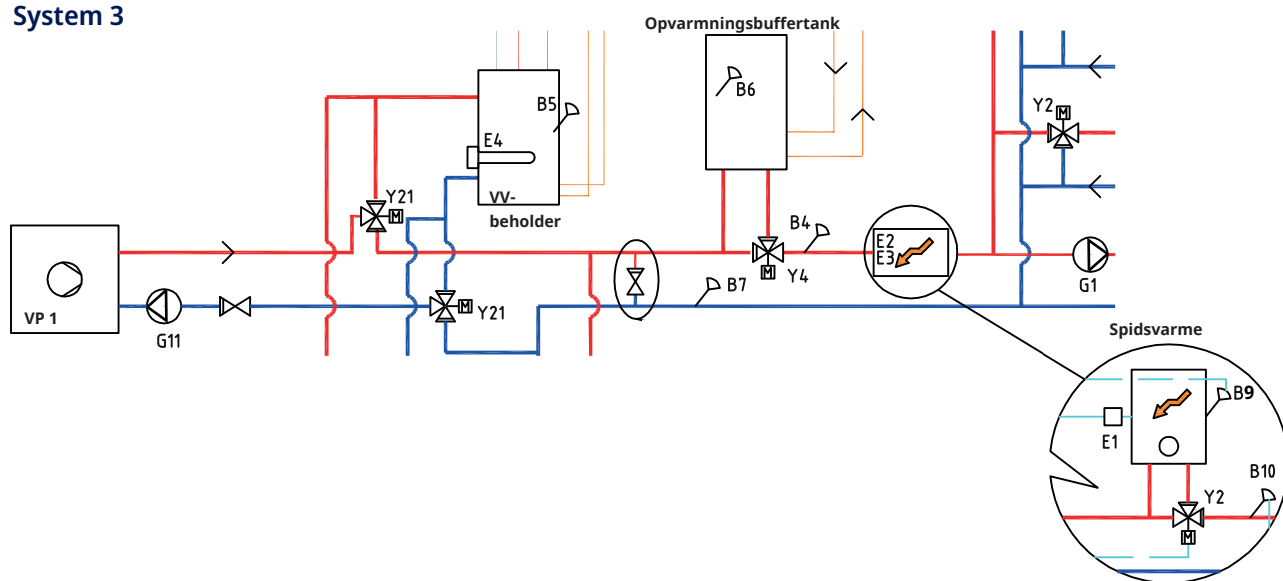 System 3
Opvarmningsbuffertank
B5
B6
Y2
M
E4
VV-
beholder
Y21
M
B4
E2
E3
M
Y4
G1
B7
VP 1
G11
M
Y21
Spidsvarme
B9
E1
B10
Y2
M